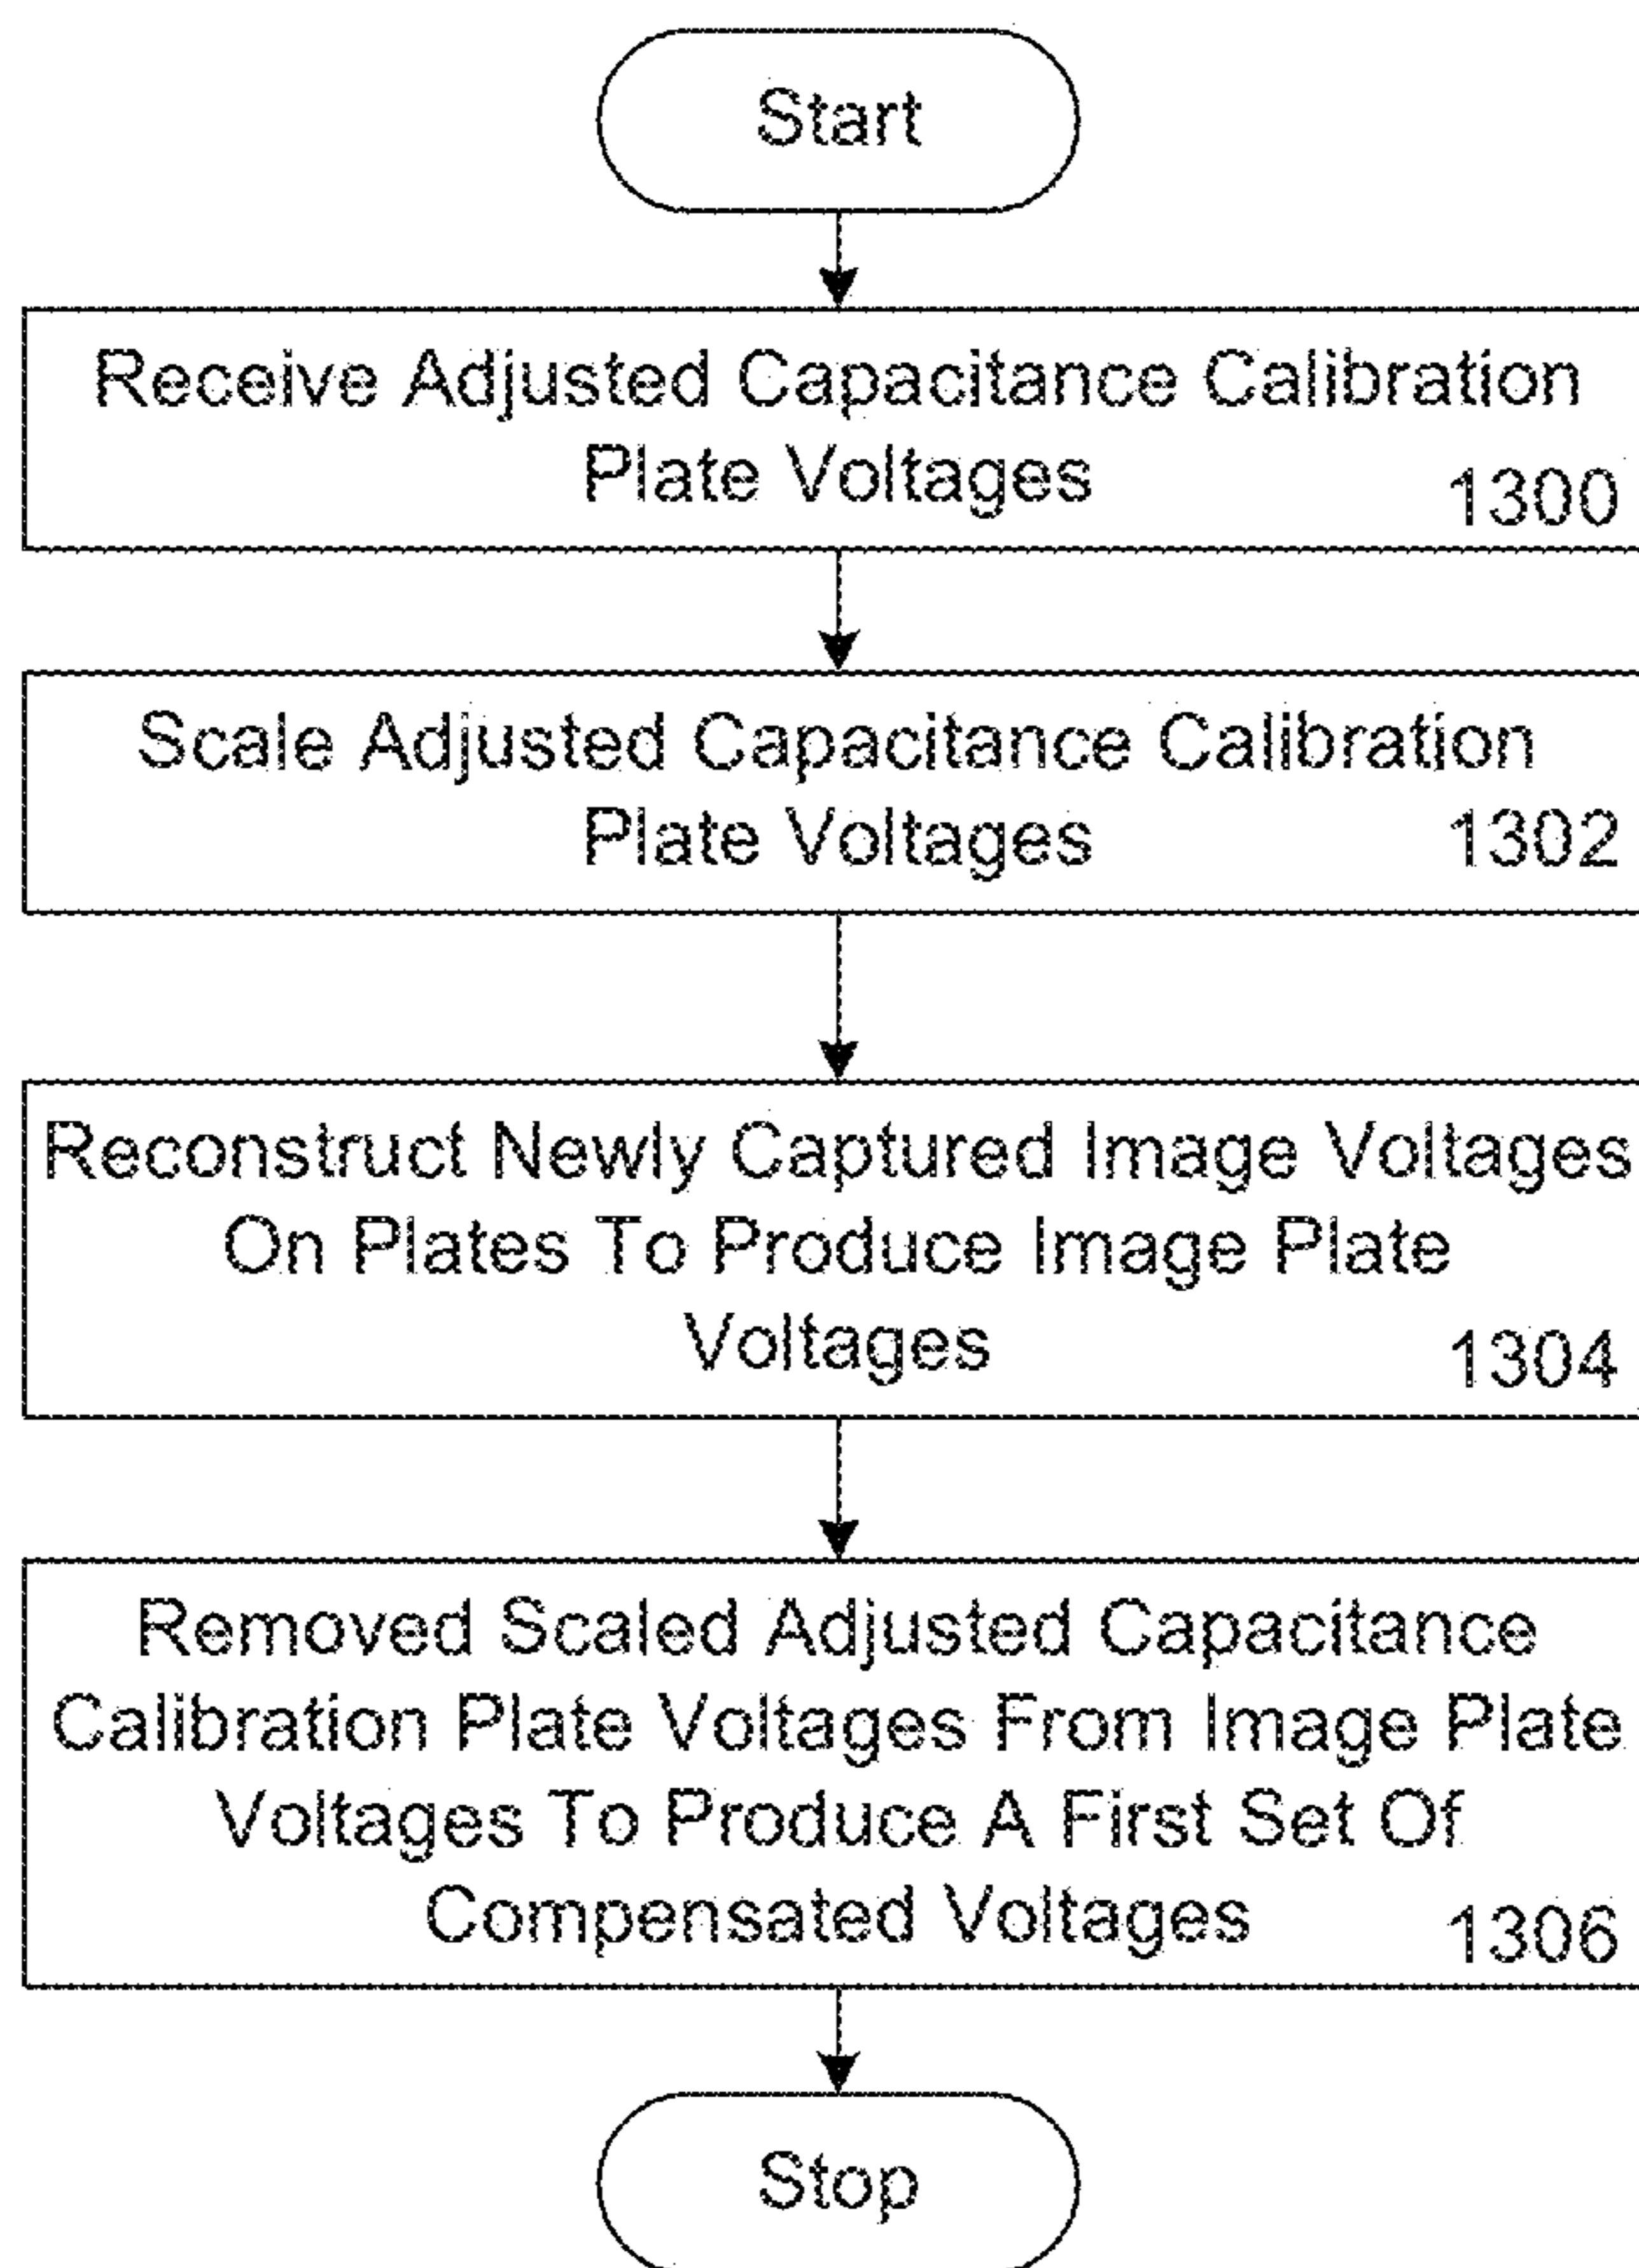 Start
Receive Adjusted Capacitance Calibration
Plate Voltages
1300
Scale Adjusted Capacitance Calibration
Plate Voltages
1302
Reconstruct Newly Captured Image Voltages
On Plates To Produce Image Plate
Voltages
1304
Removed Scaled Adjusted Capacitance
Calibration Plate Voltages From Image Plate
Voltages To Produce A First Set Of
Compensated Voltages
1306
Stop